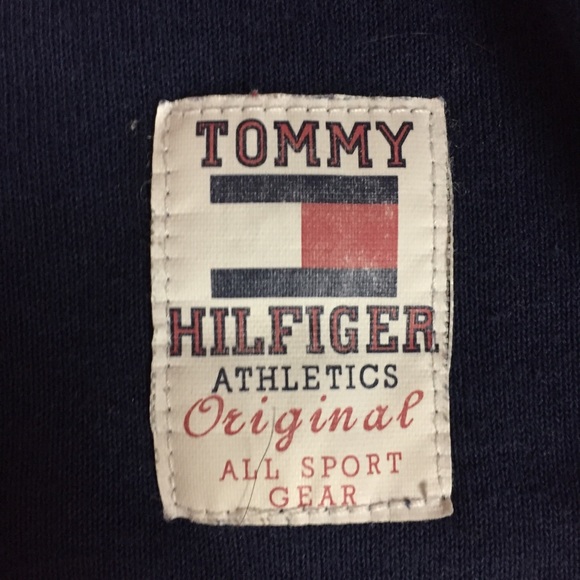 TOMMY
HILFIGER
ATHLETICS
Original
ALL SPORT
GEAR